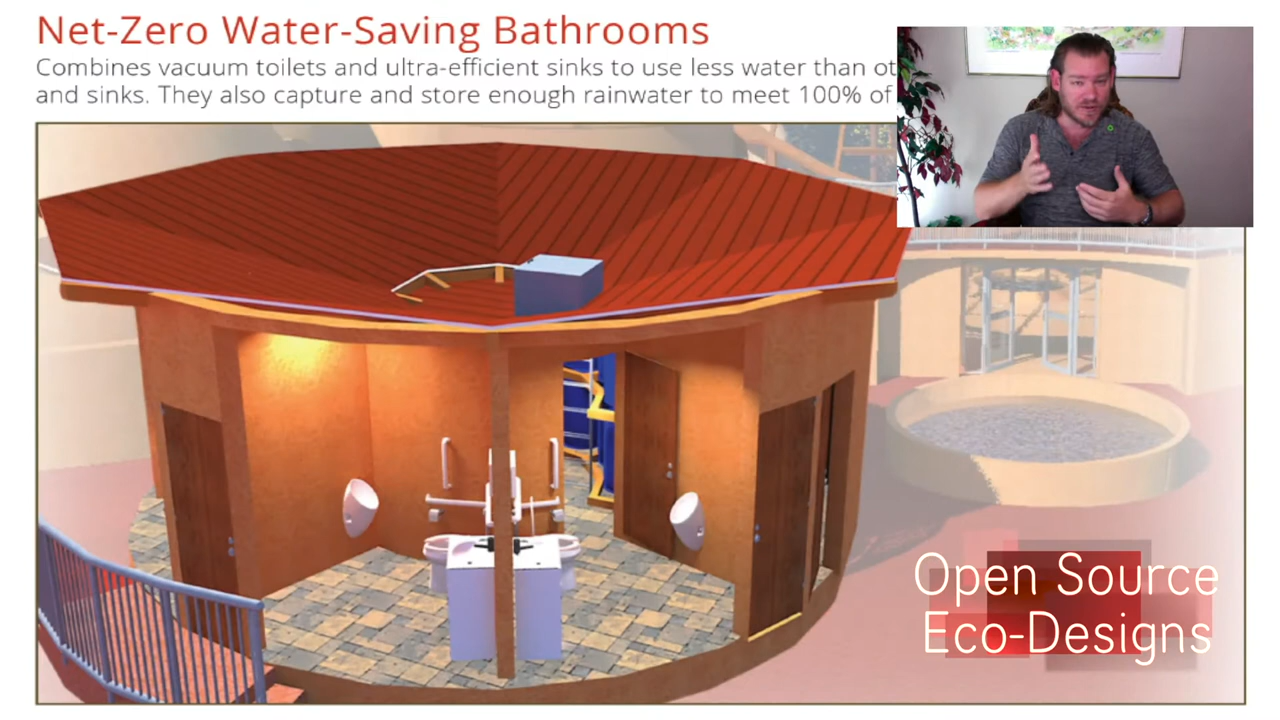 Net-Zero Water-Saving Bathrooms
Combines vacuum toilets and ultra-efficient sinks to use less water than
and sinks. They also capture and store enough rainwater to meet 100% of
Open Source
Eco-Designs